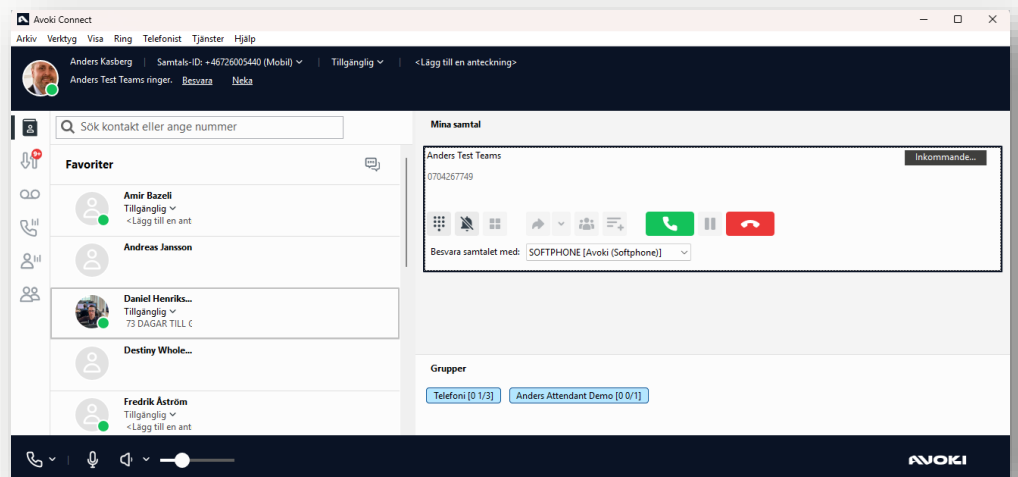 Avoki Connect
Arkiv Verktyg Visa Ring Telefonist Tjänster Hjälp
Anders Kasberg | Samtals-ID: +46726005440 (Mobil) | Tillgänglig | <Lägg till en anteckning>
Anders Test Teams ringer. Besvara Neka
Sök kontakt eller ange nummer
Favoriter
9+
Amir Bazeli
Tillgänglig
<Lägg till en ant
Andreas Jansson
Daniel Henriks...
Tillgänglig
73 DAGAR TILL
Destiny Whole...
Fredrik Åström
Tillgänglig
<Lägg till en ant
Mina samtal
Anders Test Teams
Inkommande...
0704267749
Besvara samtalet med: SOFTPHONE [Avoki (Softphone)]
Grupper
Telefoni [0 1/3] Anders Attendant Demo [0 0/1]
AVOKI